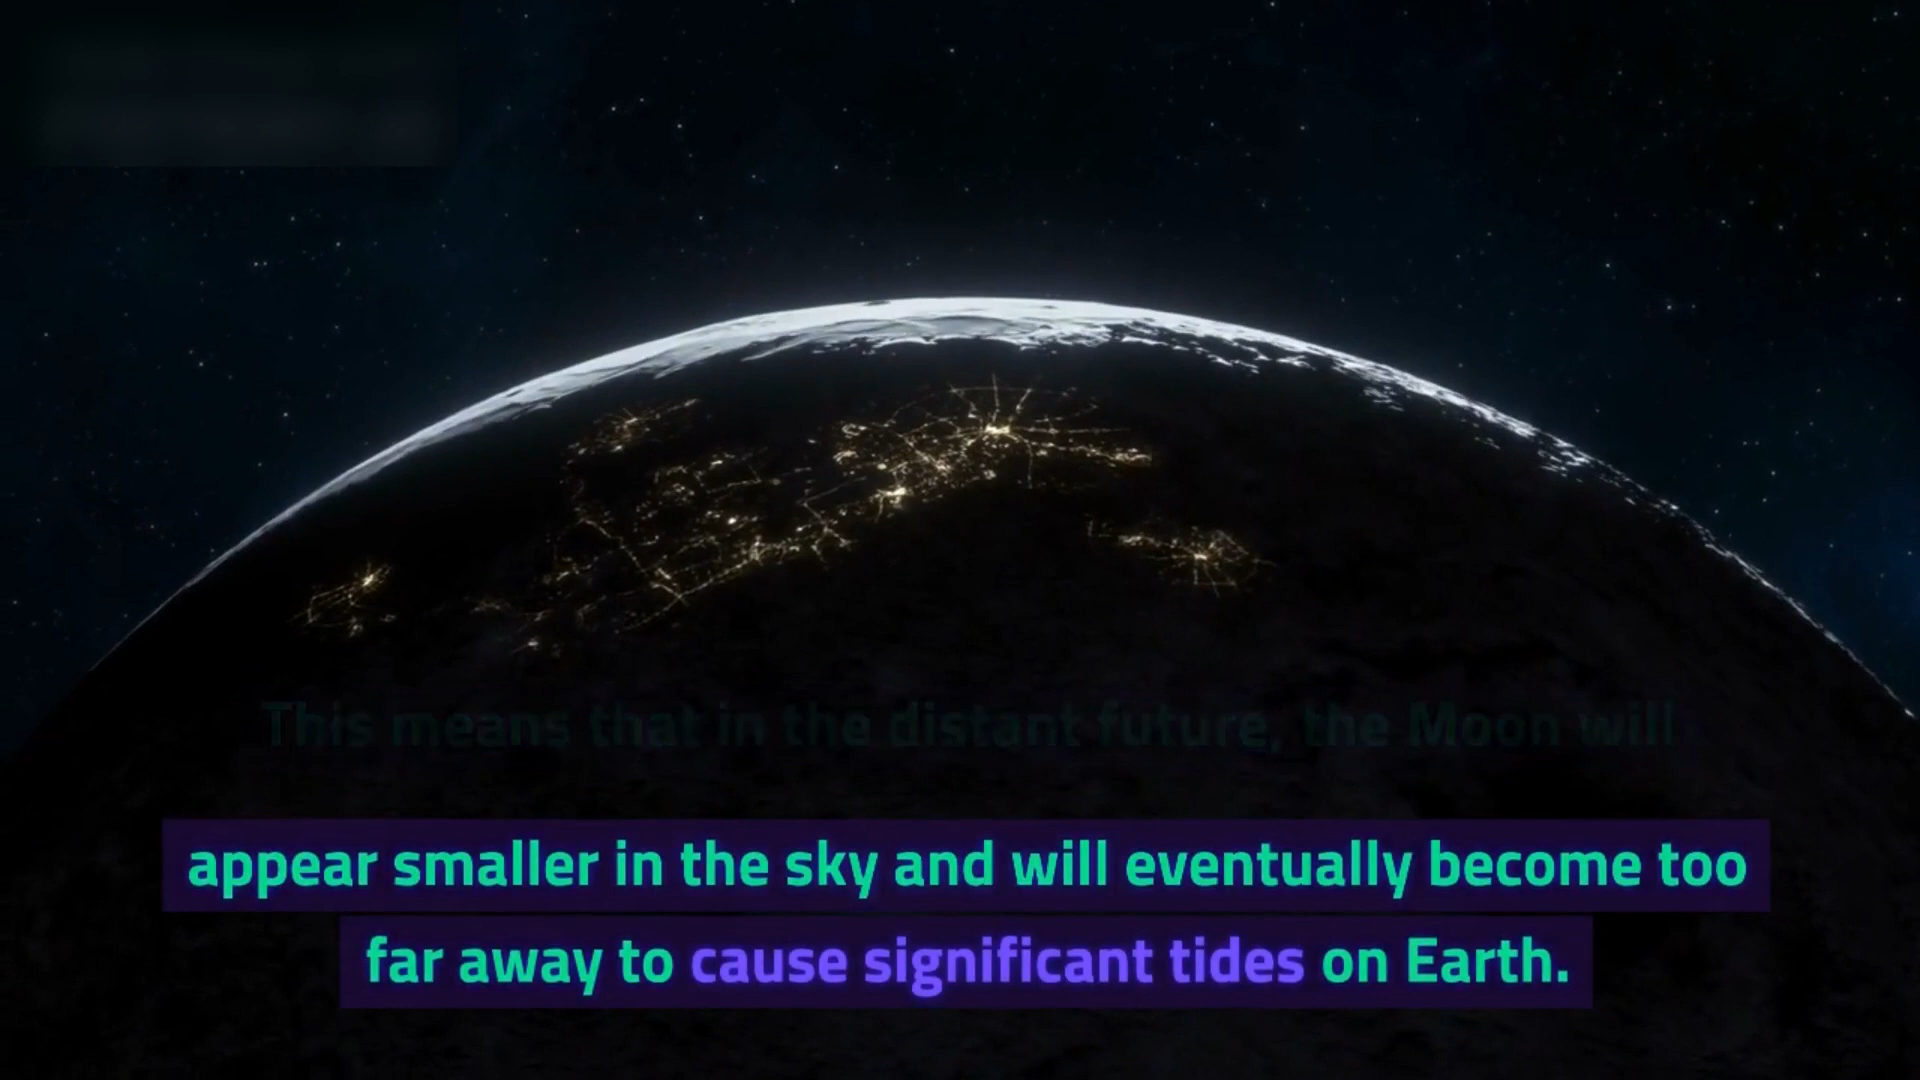 This means that in the distant future, the Moon will
appear smaller in the sky and will eventually become too
far away to cause significant tides on Earth.